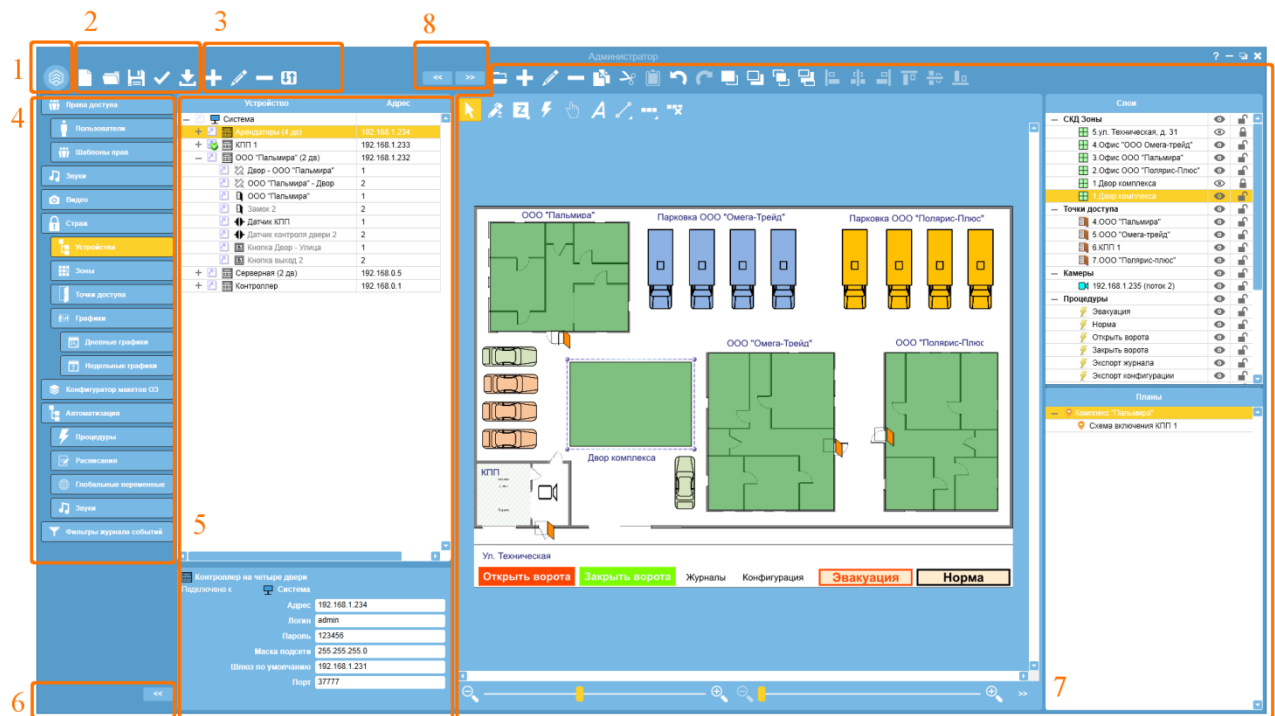 2
3
8
1
Администратор
<<
>>
4
Права доступа
Пользователи
Шаблоны прав
Звуки
Видео
Страж
Устройства
Зоны
Точки доступа
Графики
Дневные графики
Недельные графики
Конфигуратор макетов ОЗ
Автоматизация
Процедуры
Расписания
Глобальные переменные
Звуки
Фильтры журнала событий
6
<<
Устройство Адрес
Система
Арендаторы (4 дв) 192.168.1.234
КПП 1 192.168.1.233
ООО "Пальмира" (2 дв) 192.168.1.232
Двор - ООО "Пальмира" 1
ООО "Пальмира" - Двор 2
ООО "Пальмира" 1
Замок 2 2
Датчик КПП 1
Датчик контроля двери 2 2
Кнопка Двор - Улица 1
Кнопка выход 2 2
Серверная (2 дв) 192.168.0.5
Контроллер 192.168.0.1
5
Контроллер на четыре двери
Подключено к Система
Адрес 192.168.1.234
Логин admin
Пароль 123456
Маска подсети 255.255.255.0
Шлюз по умолчанию 192.168.1.231
Порт 37777
ООО "Пальмира"
Парковка ООО "Омега-Трейд"
Парковка ООО "Полярис-Плюс"
ООО "Омега-Трейд"
ООО "Полярис-Плюс
Двор комплекса
КПП
Ул. Техническая
Открыть ворота
Закрыть ворота
Журналы
Конфигурация
Эвакуация
Норма
>>
Слои
СКД Зоны
5.ул. Техническая, д. 31
4.Офис "ООО Омега-трейд"
3.Офис ООО "Пальмира"
2.Офис ООО "Полярис-Плюс"
1.Двор комплекса
1.Двор комплекса
Точки доступа
4.ООО "Пальмира"
5.ООО "Омега-трейд"
6.КПП 1
7.ООО "Полярис-плюс"
Камеры
192.168.1.235 (поток 2)
Процедуры
Эвакуация
Норма
Открыть ворота
Закрыть ворота
Экспорт журнала
Экспорт конфигурации
Планы
Комплекс "Пальмира"
Схема включения КПП 1
7